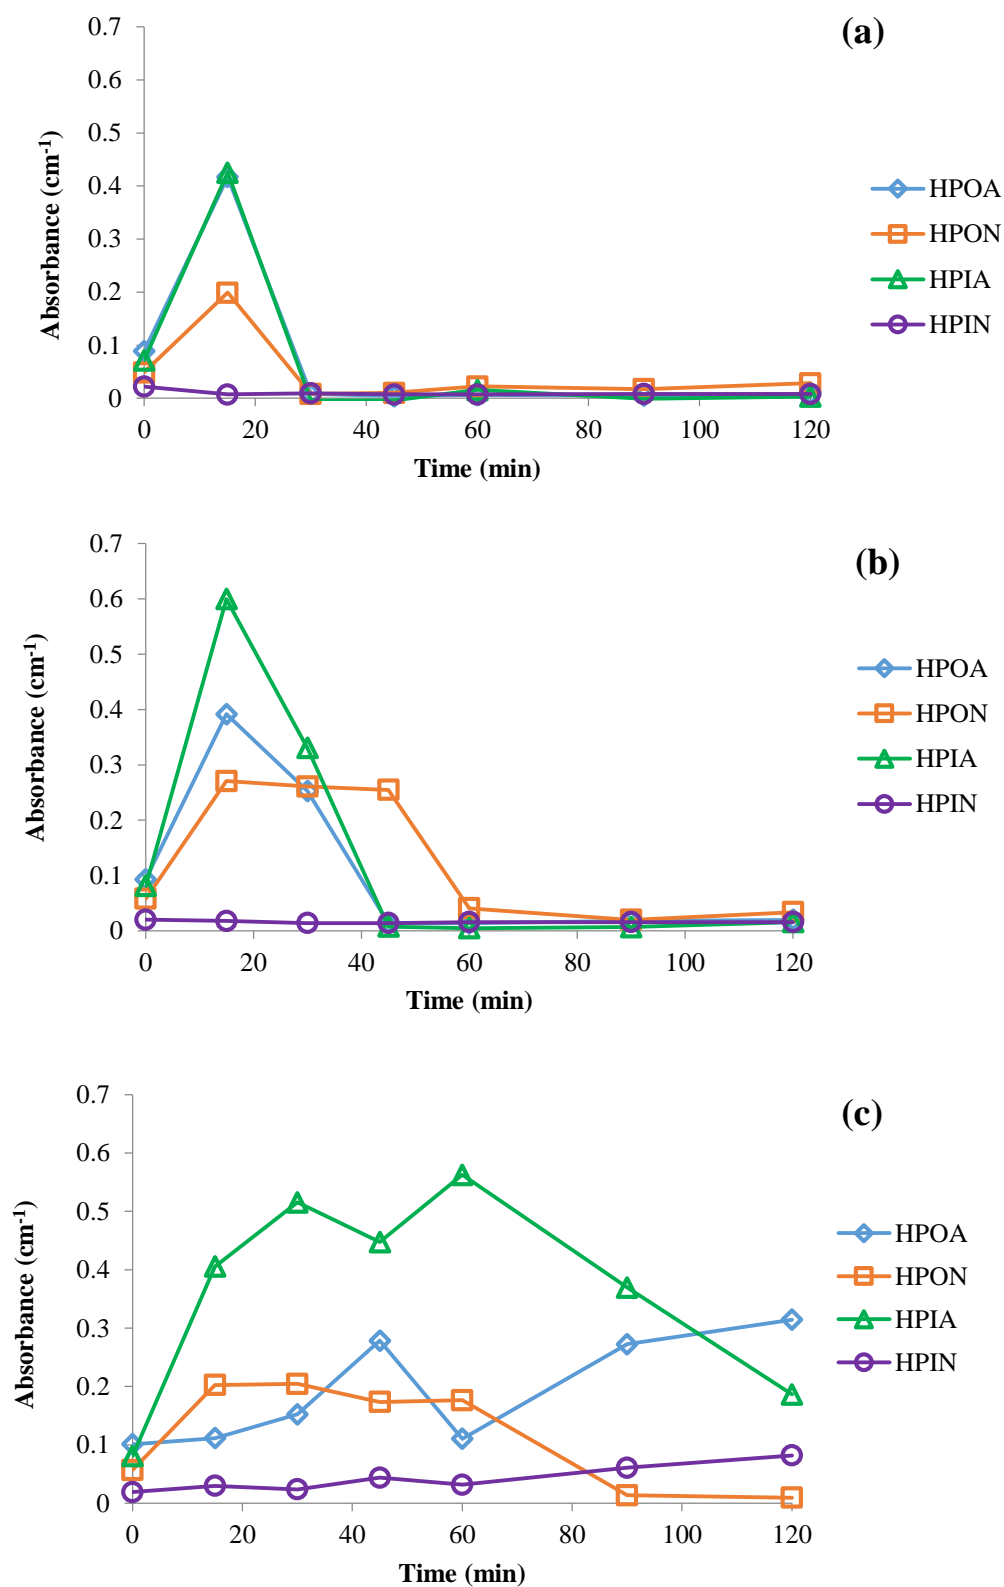 (a)
0.7
0.6
0.5
0.4
0.3
0.2
0.1
0
Absorbance (cm-1)
0 20 40 60 80 100 120
Time (min)
HPOA
HPON
HPIA
HPIN
(b)
0.7
0.6
0.5
0.4
0.3
0.2
0.1
0
Absorbance (cm-1)
0 20 40 60 80 100 120
Time (min)
HPOA
HPON
HPIA
HPIN
(c)
0.7
0.6
0.5
0.4
0.3
0.2
0.1
0
Absorbance (cm-1)
0 20 40 60 80 100 120
Time (min)
HPOA
HPON
HPIA
HPIN